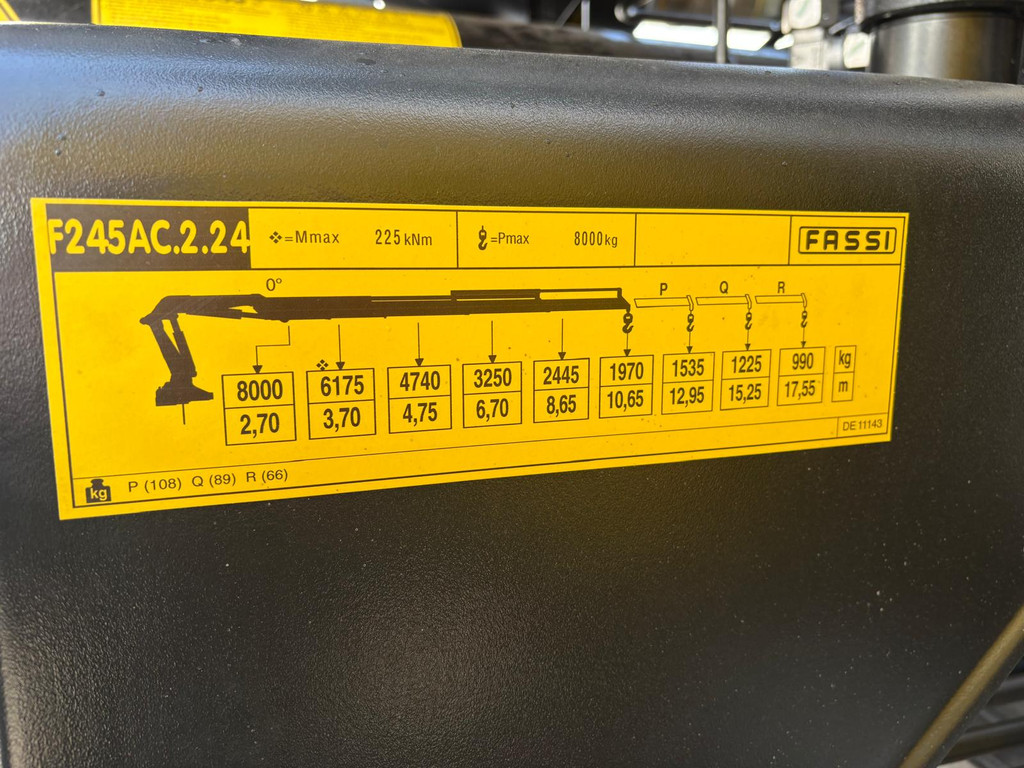 F245AC.2.24 ❖=Mmax 225 kNm =Pmax 8000 kg FASSI
0° P Q R
8000 6175 4740 3250 2445 1970 1535 1225 990 kg
2,70 3,70 4,75 6,70 8,65 10,65 12,95 15,25 17,55 m
DE 11143
kg P (108) Q (89) R (66)